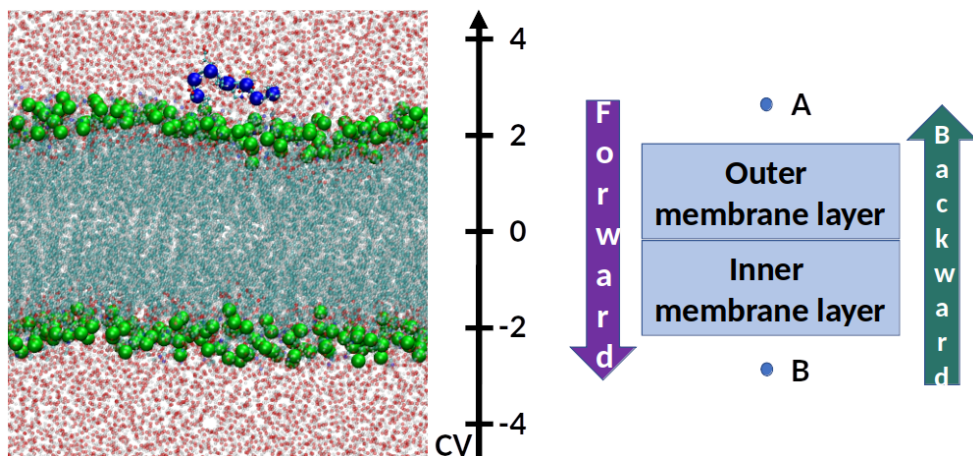 4
2
0
-2
-4
CV
Forward
A
Outer
membrane layer
Inner
membrane layer
B
Backward